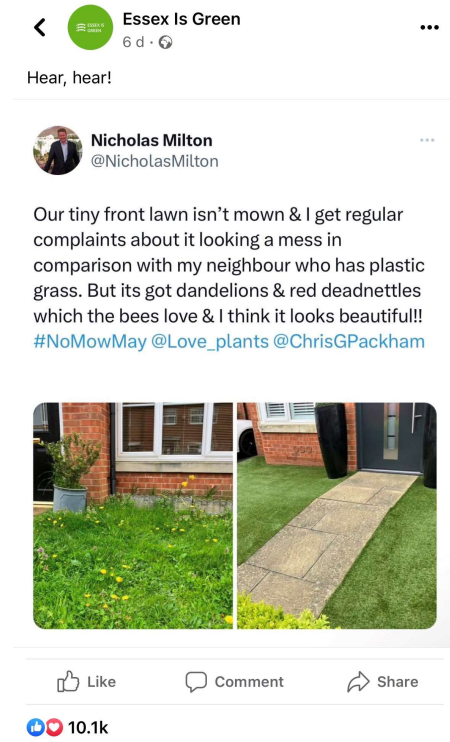 Essex Is Green
6 d ·
Hear, hear!
Nicholas Milton
@NicholasMilton
Our tiny front lawn isn't mown & I get regular
complaints about it looking a mess in
comparison with my neighbour who has plastic
grass. But its got dandelions & red deadnettles
which the bees love & I think it looks beautiful!!
#NoMowMay @Love_plants @ChrisGPackham
Like
Comment
Share
10.1k